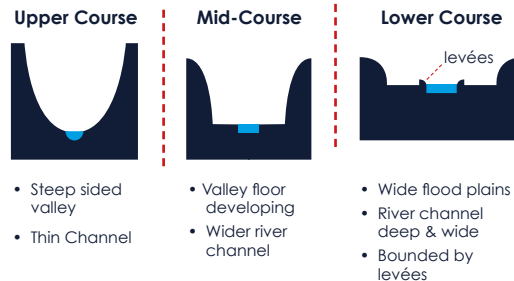 Upper Course
Mid-Course
Lower Course
levées
• Steep sided
valley
• Thin Channel
• Valley floor
developing
• Wider river
channel
• Wide flood plains
• River channel
deep & wide
• Bounded by
levées